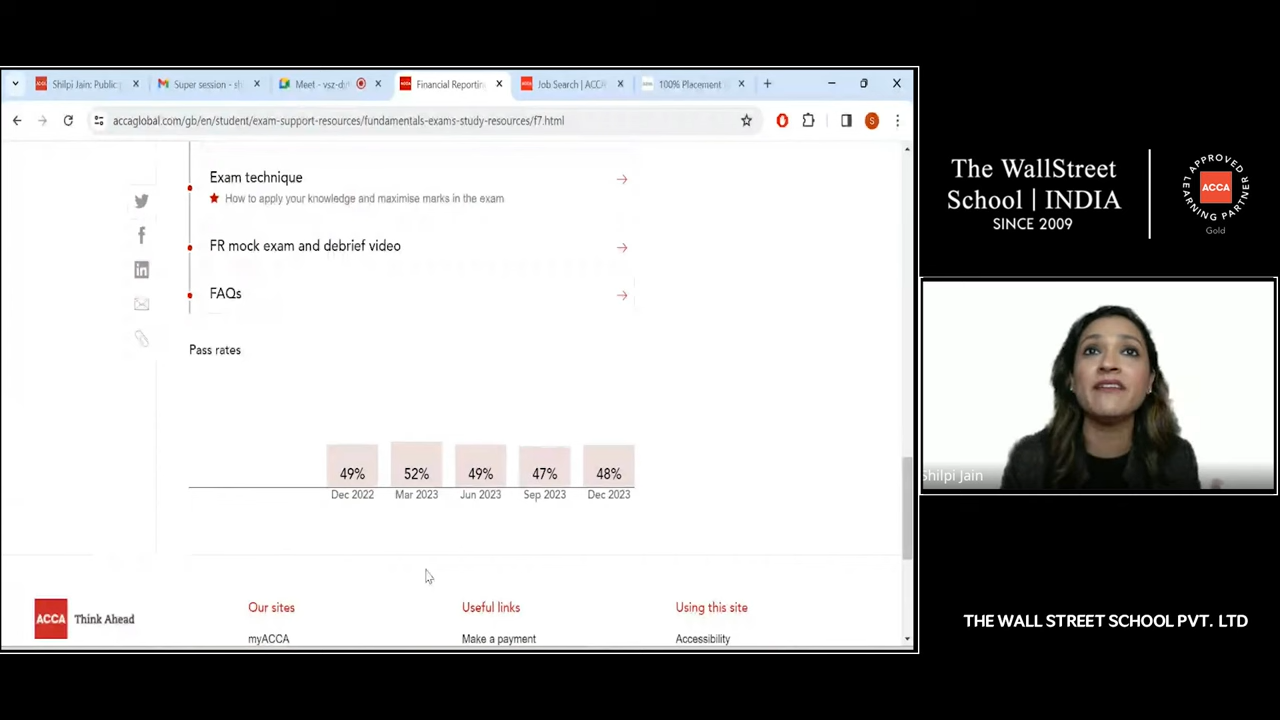 Shilpi Jain: Public
Super session - sh
Meet - vsz-d
Financial Reportin
Job Search | ACC
100% Placement
accaglobal.com/gb/en/student/exam-support-resources/fundamentals-exams-study-resources/f7.html
S
Exam technique
How to apply your knowledge and maximise marks in the exam
FR mock exam and debrief video
FAQs
Pass rates
49% 52% 49% 47% 48%
Dec 2022 Mar 2023 Jun 2023 Sep 2023 Dec 2023
ACCA Think Ahead
Our sites
myACCA
Useful links
Make a payment
Using this site
Accessibility
The WallStreet
School | INDIA
SINCE 2009
APPROVED
ACCA
LEARNING PARTNER
Gold
Shilpi Jain
THE WALL STREET SCHOOL PVT. LTD